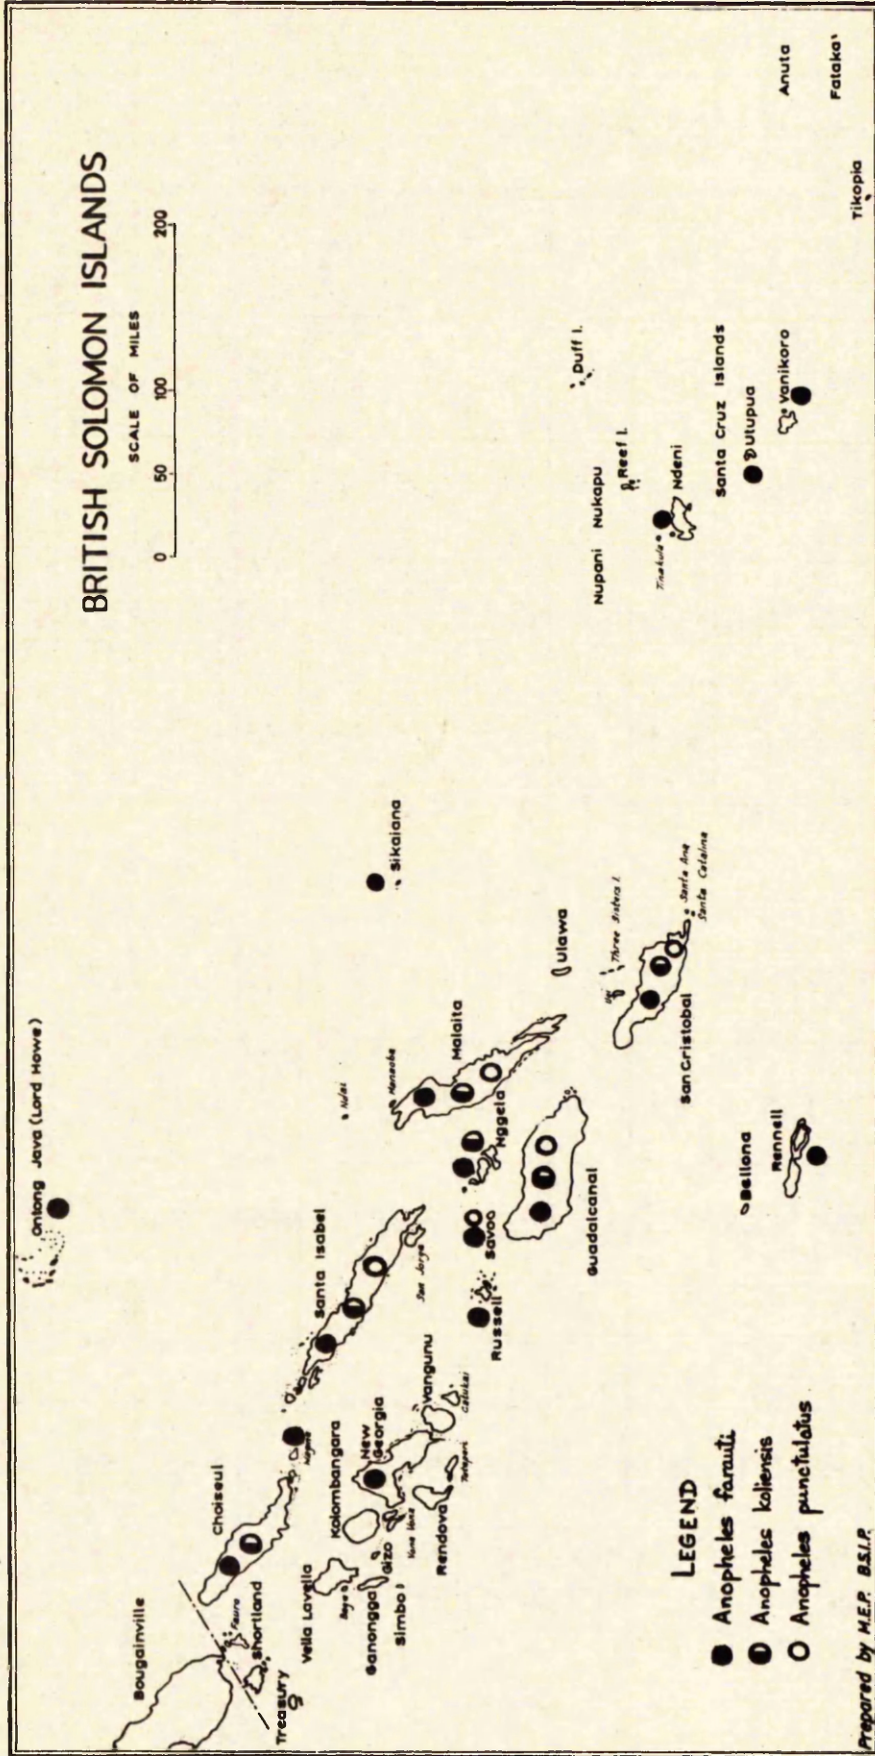 BRITISH SOLOMON ISLANDS
SCALE OF MILES
0 50 100 200
Ontong Java (Lord Howe)
Bougainville
Choiseul
Fauro
Shortland
Treasury
Vella Lavella
Ganongga
Simbo
Gizo
Kolombangara
New
Georgia
Rendova
Vangunu
Santa Isabel
San Jorge
Russell
Savoa
Nggela
Malaita
Guadalcanal
Sikaiana
Ulawa
Three Sisters I.
San Cristobal
Santa Ana
Santa Catalina
Bellona
Rennell
Duff I.
Nupani Nukapu
Reef I.
Tinakula
Ndeni
Santa Cruz Islands
Utupua
Vanikoro
Anuta
Fataka
Tikopia
LEGEND
Anopheles farauti
Anopheles koliensis
Anopheles punctulatus
Prepared by M.E.P. B.S.I.P.